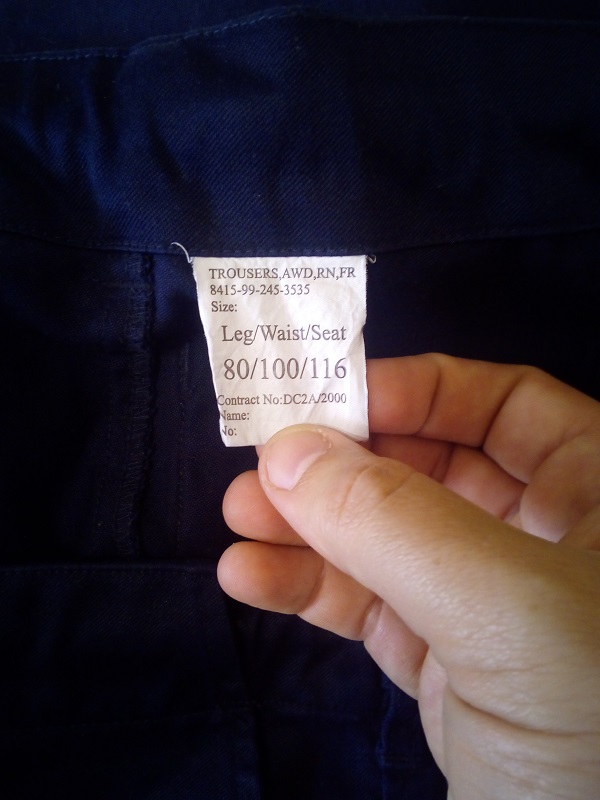 TROUSERS,AWD,RN,FR
8415-99-245-3535
Size:
Leg/Waist/Seat
80/100/116
Contract No:DC2A/2000
Name:
No: